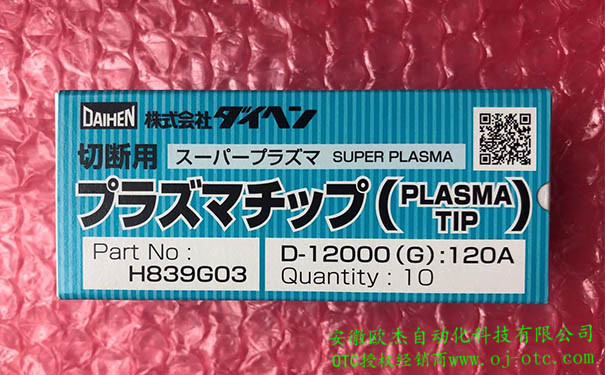 DAIHEN 株式会社ダイヘン
切断用 スーパープラズマ SUPER PLASMA
プラズマチップ(PLASMA TIP)
Part No :
H839G03
D-12000(G):120A
Quantity : 10
安徽欧杰自动化科技有限公司
OTC授权经销商www.oj-otc.com